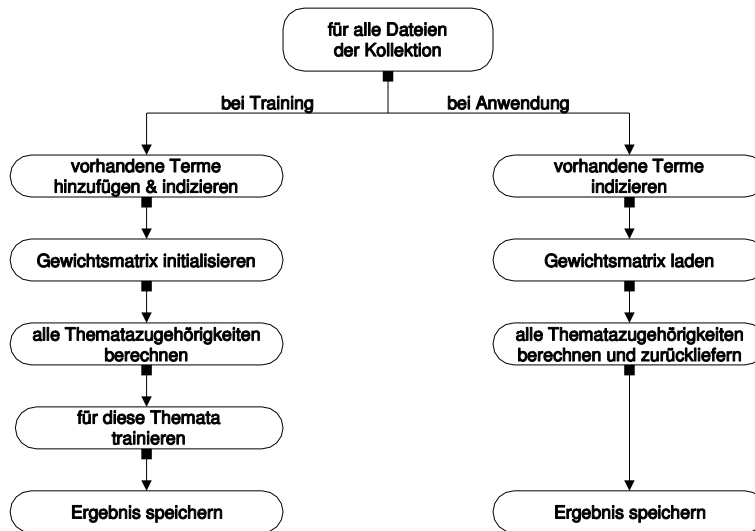 für alle Dateien
der Kollektion
bei Training
bei Anwendung
vorhandene Terme
hinzufügen & indizieren
vorhandene Terme
indizieren
Gewichtsmatrix initialisieren
Gewichtsmatrix laden
alle Thematazugehörigkeiten
berechnen
alle Thematazugehörigkeiten
berechnen und zurückliefern
für diese Themata
trainieren
Ergebnis speichern
Ergebnis speichern